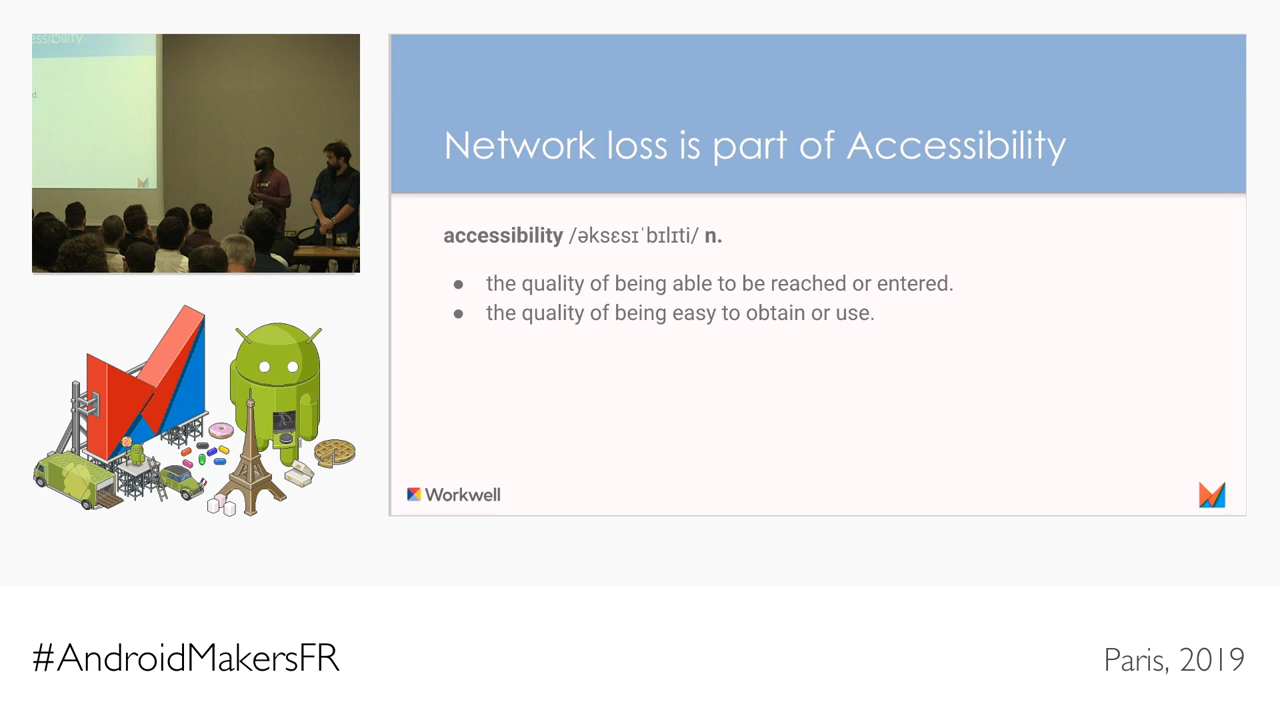 essibility
d.
Network loss is part of Accessibility
accessibility /əksɛsɪˈbɪlɪti/ n.
● the quality of being able to be reached or entered.
● the quality of being easy to obtain or use.
Workwell
#AndroidMakersFR
Paris, 2019